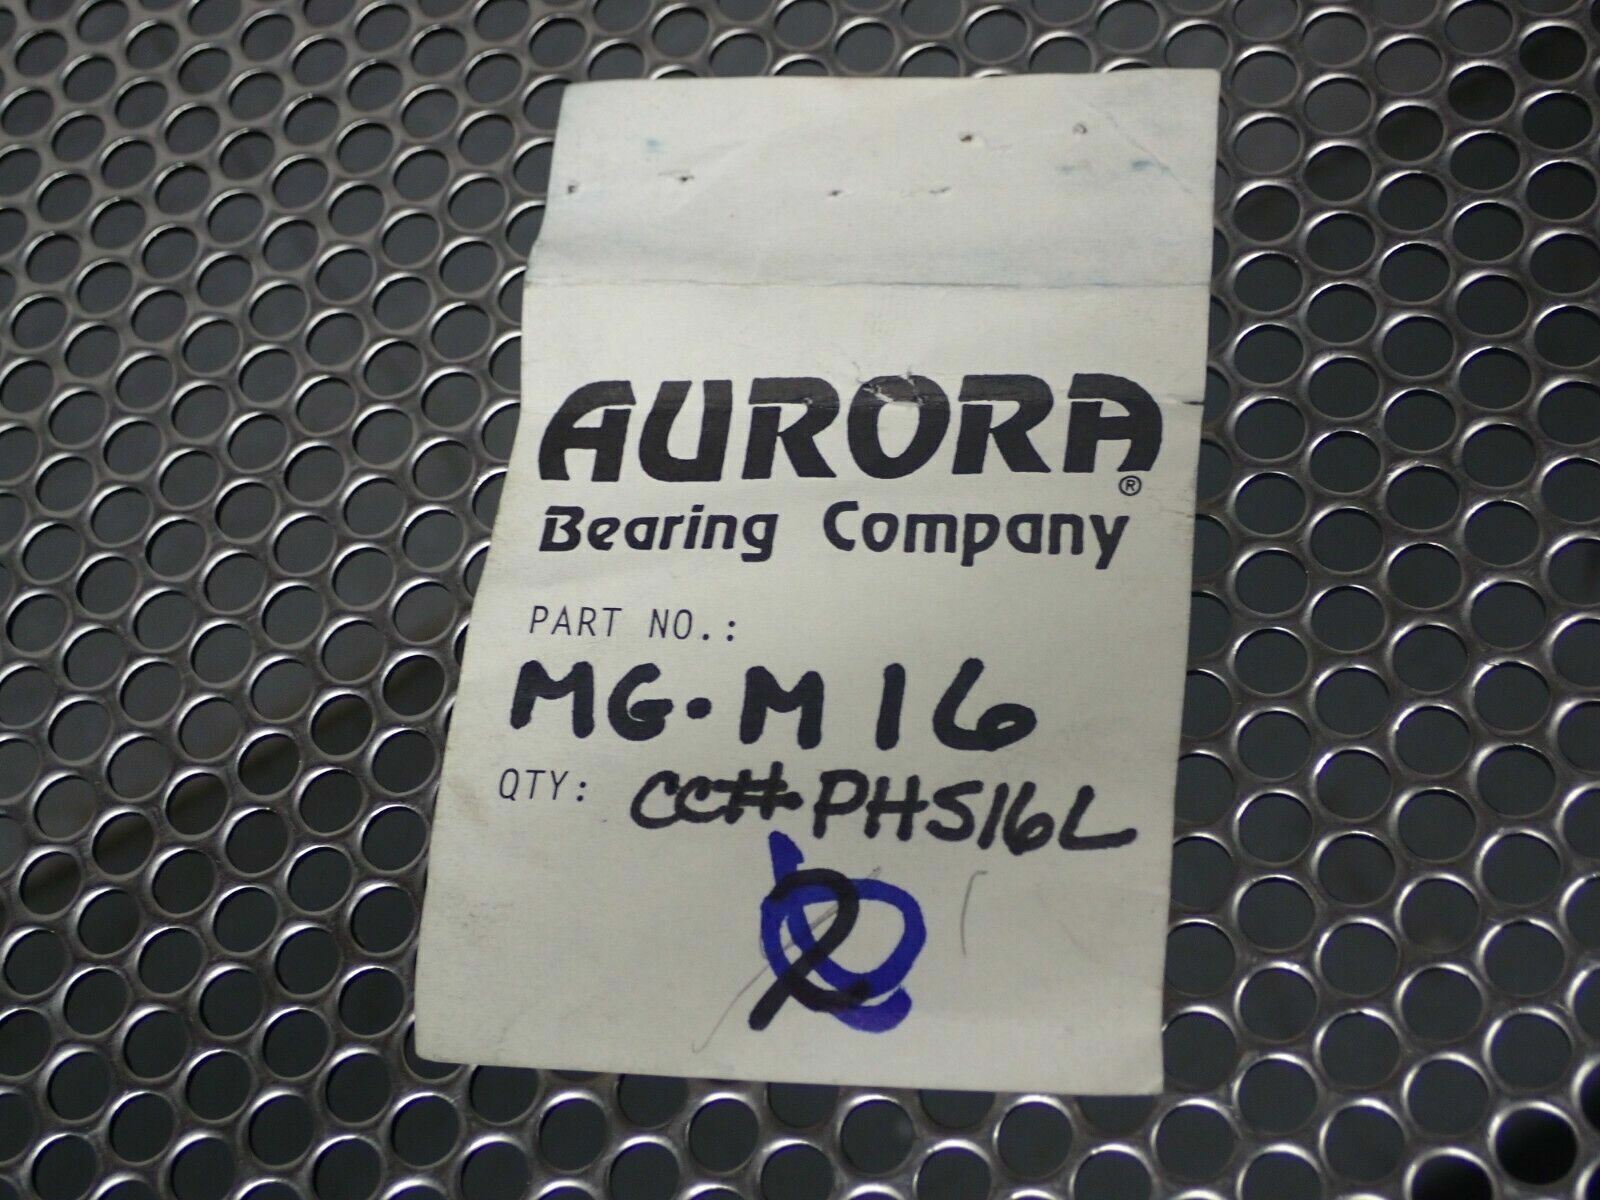 AURORA®
Bearing Company
PART NO.:
MG-M16
QTY: CC#-PHS16L
2